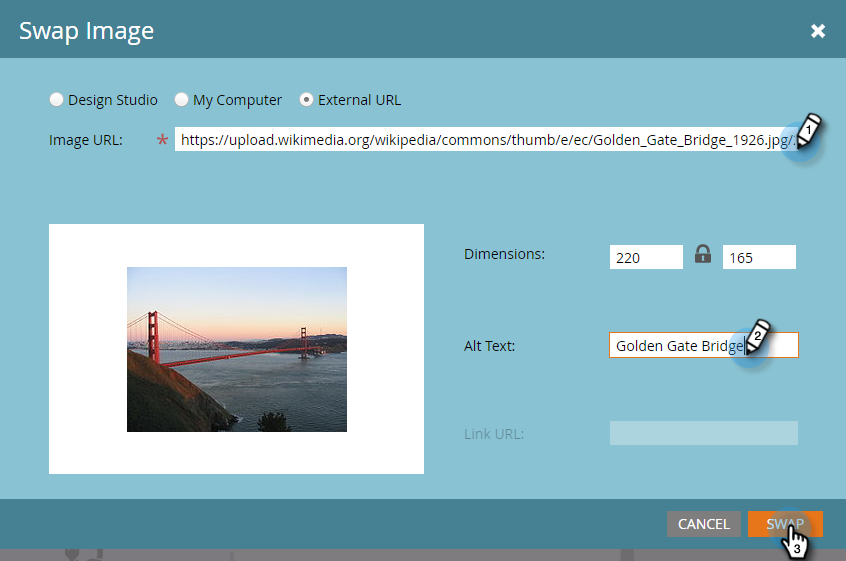 Swap Image
Design Studio My Computer External URL
Image URL: * https://upload.wikimedia.org/wikipedia/commons/thumb/e/ec/Golden_Gate_Bridge_1926.jpg/
1
Dimensions: 220 165
Alt Text: Golden Gate Bridge
2
Link URL:
CANCEL SWAP
3